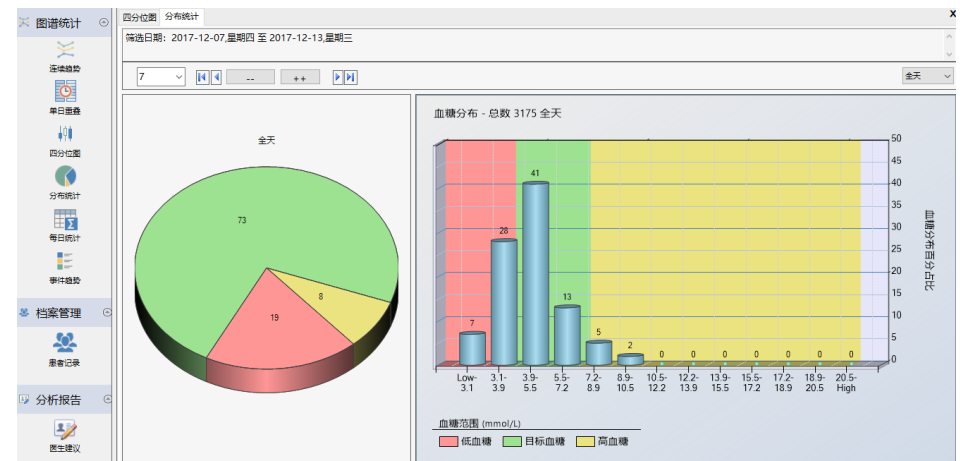 图谱统计
连续趋势
单日重叠
四分位图
分布统计
每日统计
事件趋势
档案管理
患者记录
分析报告
医生建议
四分位图 分布统计 x
筛选日期：2017-12-07,星期四 至 2017-12-13,星期三
7 -- ++ 全天
全天
73
8
19
血糖分布 - 总数 3175 全天
50
45
40
35
30
25
20
15
10
5
0
血糖分布百分占比
7 28 41 13 5 2 0 0 0 0 0 0 0
Low- 3.1- 3.9- 5.5- 7.2- 8.9- 10.5- 12.2- 13.9- 15.5- 17.2- 18.9- 20.5-
3.1 3.9 5.5 7.2 8.9 10.5 12.2 13.9 15.5 17.2 18.9 20.5 High
血糖范围 (mmol/L)
低血糖 目标血糖 高血糖